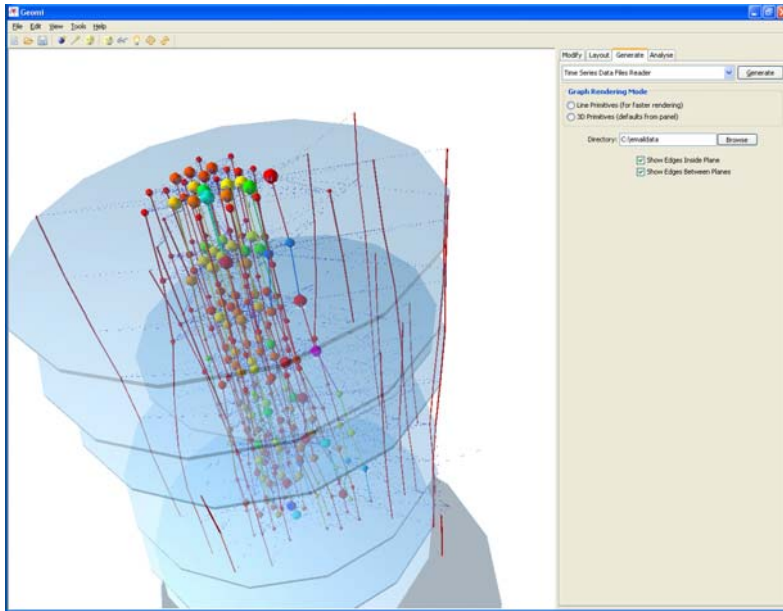 Geomi
File Edit View Tools Help
Modify Layout Generate Analyse
Time Series Data Files Reader Generate
Graph Rendering Mode
Line Primitives (for faster rendering)
3D Primitives (defaults from panel)
Directory: C:\emaildata Browse
Show Edges Inside Plane
Show Edges Between Planes